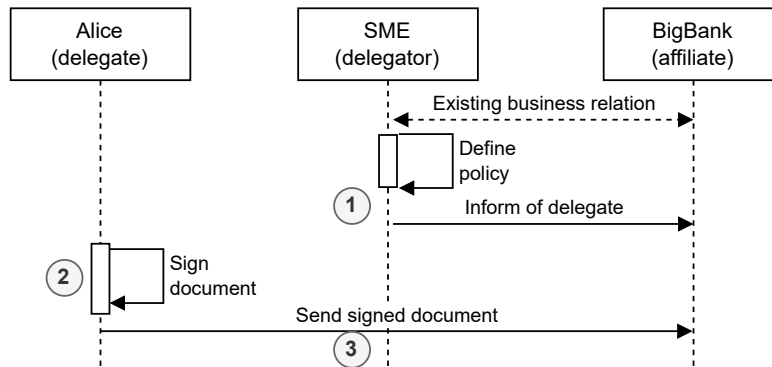 Alice
(delegate)
SME
(delegator)
BigBank
(affiliate)
Existing business relation
Define
policy
1
Inform of delegate
2
Sign
document
Send signed document
3